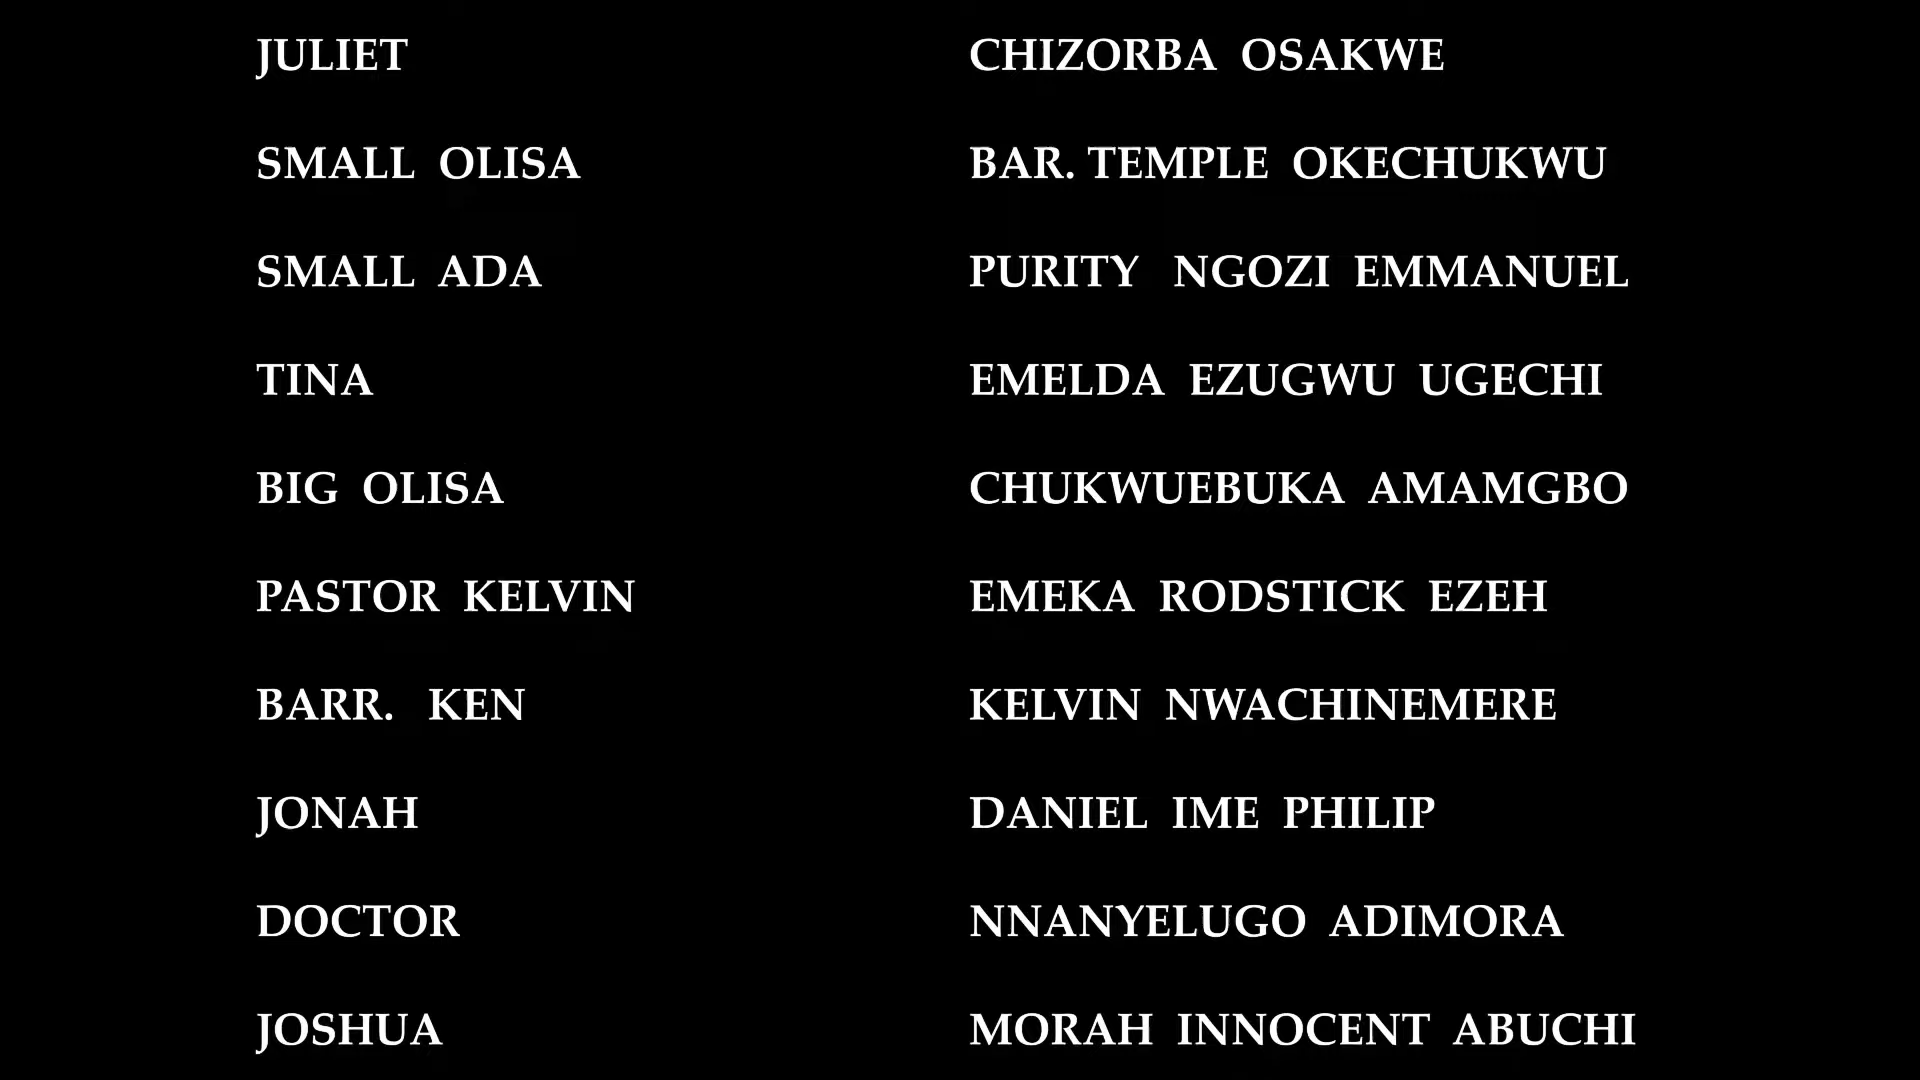 JULIET CHIZORBA OSAKWE
SMALL OLISA BAR. TEMPLE OKECHUKWU
SMALL ADA PURITY NGOZI EMMANUEL
TINA EMELDA EZUGWU UGECHI
BIG OLISA CHUKWUEBUKA AMAMGBO
PASTOR KELVIN EMEKA RODSTICK EZEH
BARR. KEN KELVIN NWACHINEMERE
JONAH DANIEL IME PHILIP
DOCTOR NNANYELUGO ADIMORA
JOSHUA MORAH INNOCENT ABUCHI